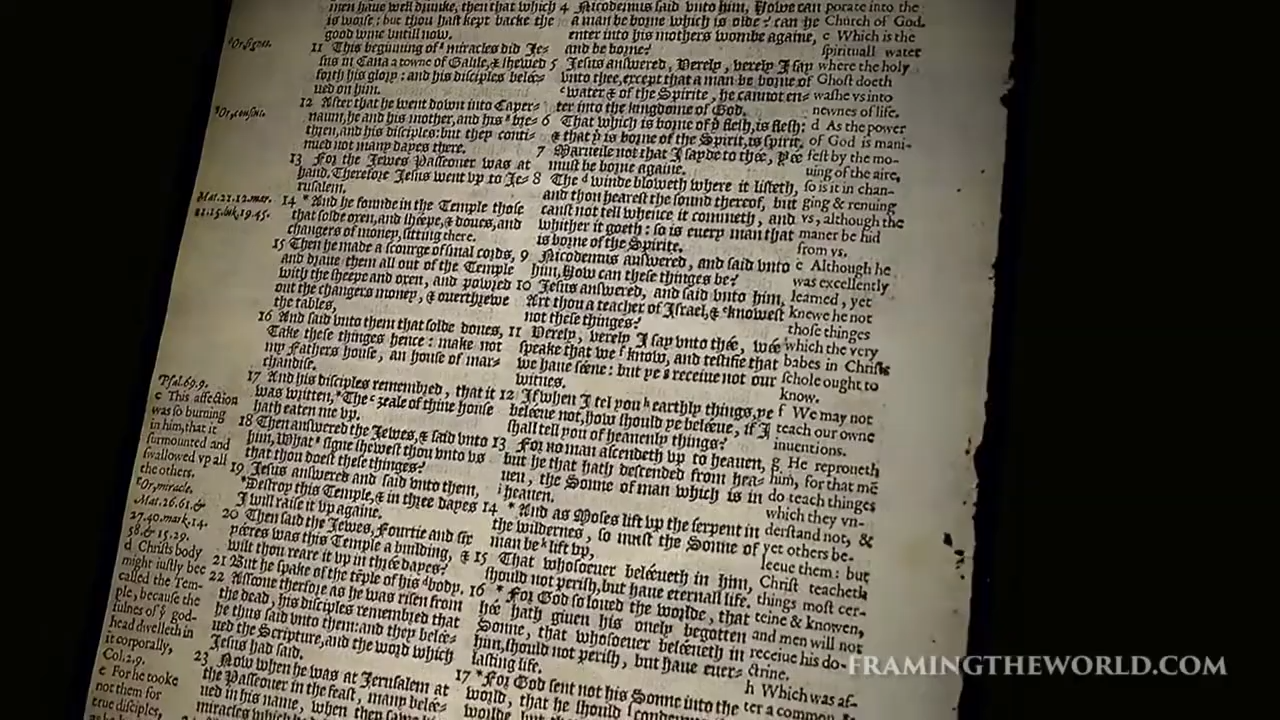 men haue well drunke, then that which
is worse: but thou hast kept backe the
good wine vntill now.
11 This beginning of miracles did Je-
sus in Cana a towne of Galile, & shewed
forth his glory: and his disciples belée-
ued on him.
12 After that he went down into Caper-
naum, he and his mother, and his bre-
thren, and his disciples: but they conti-
nued not many dayes there.
13 For the Jewes Passeouer was at
hand. Therefore Jesus went vp to Je-
rusalem.
14 * And he founde in the Temple those
that solde oxen, and shéepe, & doues, and
changers of money, sitting there.
15 Then he made a scourge of smal cords,
and draue them all out of the Temple
with the shéepe and oxen, and powred
out the changers money, & ouerthrewe
the tables,
16 And said vnto them that solde doues,
Take these things hence: make not
my Fathers house, an house of mar-
chandise.
17 And his disciples remembred, that it
was written, * The c zeale of thine house
hath eaten me vp.
18 Then answered the Jewes, & said vnto
him, What signe shewest thou vnto vs
that thou doest these thinges?
19 Jesus answered and said vnto them,
* Destroy this Temple, & in thrée dayes
I will raise it vp againe.
20 Then said the Jewes, Fourtie and six
yéeres was this Temple a building, &
wilt thou reare it vp in thrée dayes?
21 But he spake of the tẽple of his d body.
22 Assone therfore as he was risen from
the dead, his disciples remembred that
he thus said vnto them: and they belée-
ued the Scripture, and the word which
Jesus had said.
23 Now when he was at Jerusalem at
the Passeouer in the feast, many belée-
ued in his name, when they saw
miracles which he
Or, signes.
Or, cousins.
Mat. 21.12. mar.
11.15. luk. 19.45.
Psal. 69.9.
c This affection
was so burning
in him, that it
surmounted and
swallowed vp all
the others.
Or, miracle.
Mat. 26.61. &
27.40. mark. 14.
58. & 15.29.
d Christs body
might iustly bee
called the Tem-
ple, because the
fulnes of ẙ god-
head dwelleth in
it corporally,
Col. 2.9.
e For he tooke
not them for
true disciples,
4 Nicodemus said vnto him, Howe can
a man be borne which is olde? can he
enter into his mothers wombe againe,
and be borne?
5 Jesus answered, Verely, verely I say
vnto thee, except that a man be borne of
c water & of the Spirite, he cannot en-
ter into the kingdome of God.
6 That which is borne of ẙ flesh, is flesh:
& that ẙ is borne of the Spirit, is spirit.
7 Marueile not that I sayde to thée, Yée
must be borne againe.
8 The d winde bloweth where it listeth,
and thou hearest the sound thereof, but
canst not tell whence it commeth, and
whither it goeth: so is euery man that
is borne of the Spirite.
9 Nicodemus answered, and said vnto
him, How can these thinges be?
10 Jesus answered, and said vnto him,
Art thou a teacher of Israel, & e knowest
not these thinges?
11 Verely, verely I say vnto thée, wée
speake that we f know, and testifie that
we haue séene: but ye g receiue not our
witnes.
12 If when I tel you h earthly things, ye
beléeue not, how should ye beléeue, if I
shall tell you of heauenly things?
13 For no man ascendeth vp to heauen,
but he that hath descended from hea-
uen, the Sonne of man which is in
i heauen.
14 * And as Moses lift vp the serpent in
the wildernes, so must the Sonne of
man be k lift vp,
15 That whosoeuer beléeueth in him,
should not perish, but haue eternall life.
16 * For God so loued the worlde, that
hée hath giuen his onely begotten
Sonne, that whosoeuer beléeueth in
him, should not perish, but haue euer-
lasting life.
17 * For God sent not his Sonne into the
world, that he should
porate into the
Church of God.
c Which is the
spirituall water
where the holy
Ghost doeth
washe vs into
newnes of life.
d As the power
of God is mani-
fest by the mo-
uing of the aire,
so is it in chan-
ging & renuing
vs, although the
maner be hid
from vs.
e Although he
was excellently
learned, yet
knewe he not
those things
which the very
babes in Christs
schole ought to
know.
f We may not
teach our owne
inuentions.
g He reproueth
him, for that mẽ
do teach things
which they vn-
derstand not, &
yet others be-
leeue them: but
Christ teacheth
things most cer-
teine & knowen,
and men will not
receiue his do-
ctrine.
h Which was af-
ter a common
FRAMINGTHEWORLD.COM